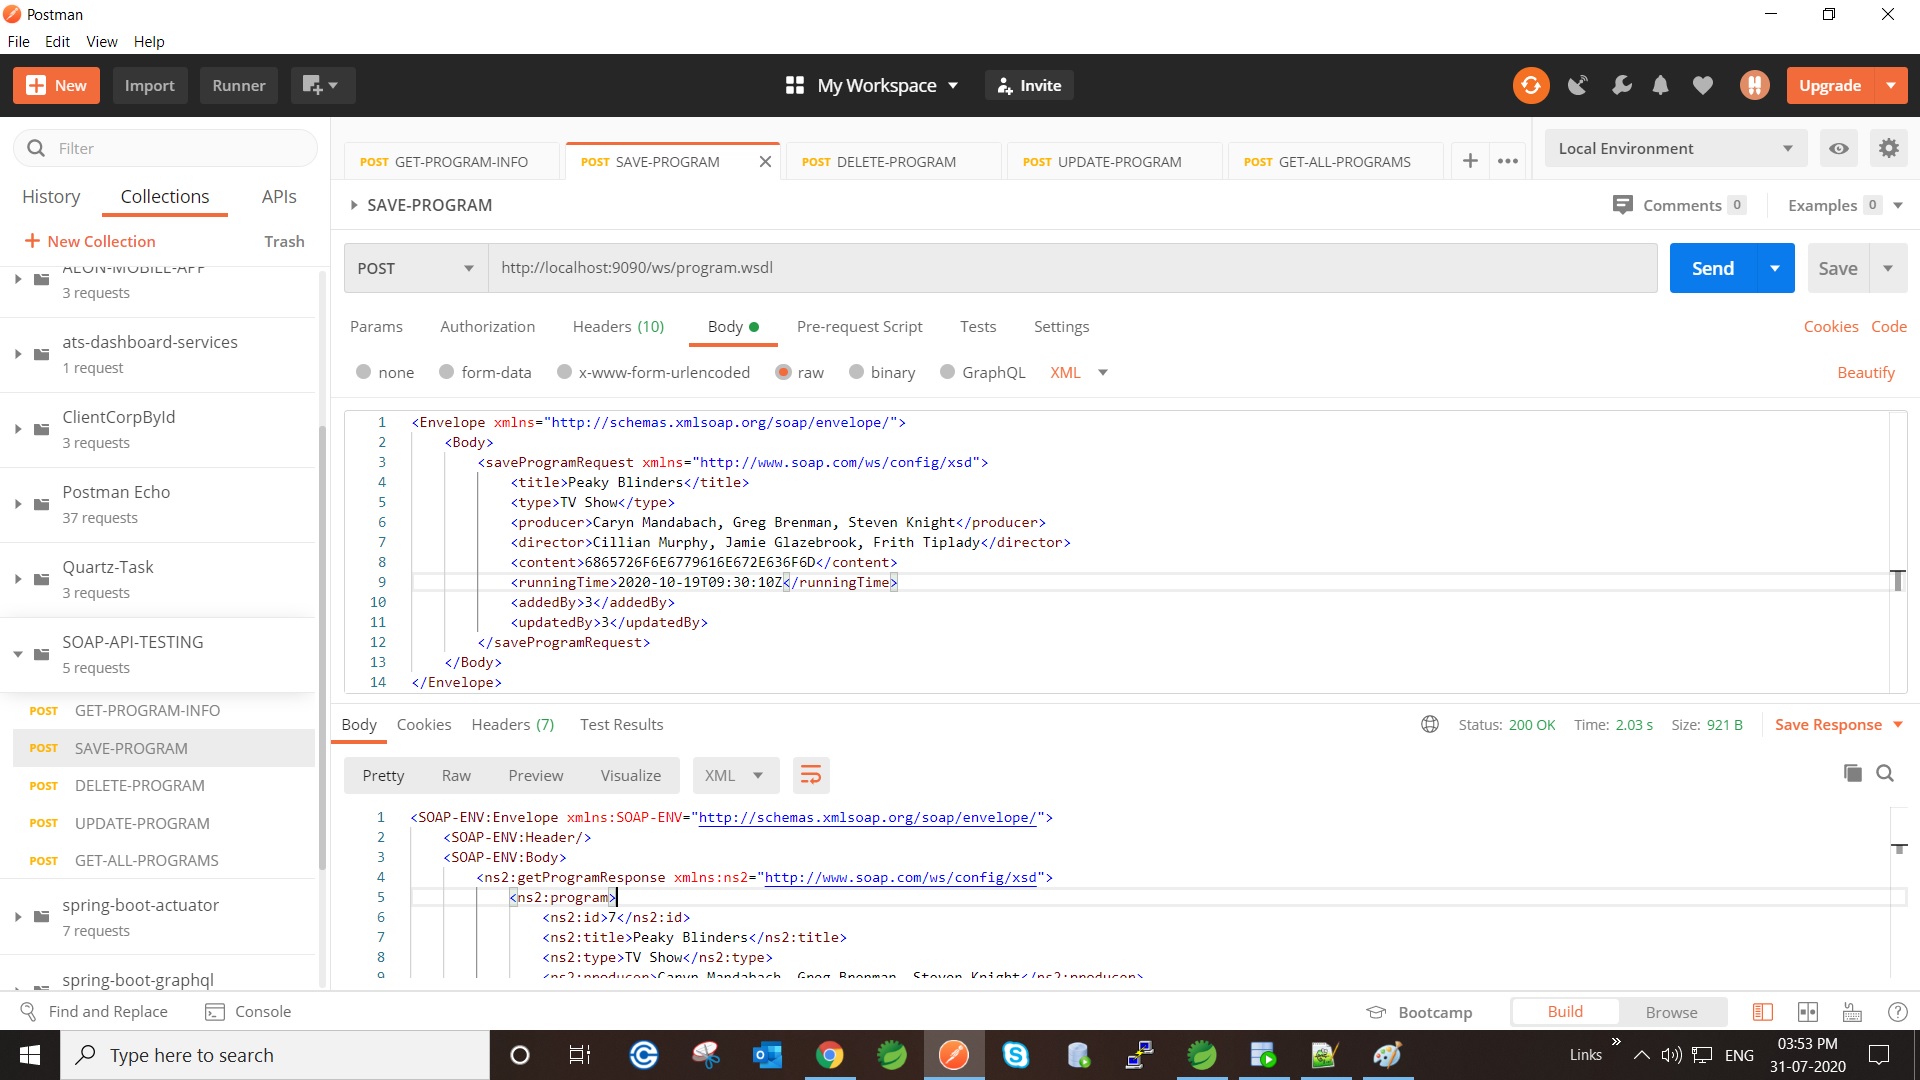 Postman
File Edit View Help
New Import Runner My Workspace Invite Upgrade
Filter
History Collections APIs
New Collection Trash
AEON-MOBILE-APP
3 requests
ats-dashboard-services
1 request
ClientCorpById
3 requests
Postman Echo
37 requests
Quartz-Task
3 requests
SOAP-API-TESTING
5 requests
POST GET-PROGRAM-INFO
POST SAVE-PROGRAM
POST DELETE-PROGRAM
POST UPDATE-PROGRAM
POST GET-ALL-PROGRAMS
spring-boot-actuator
7 requests
spring-boot-graphql
POST GET-PROGRAM-INFO POST SAVE-PROGRAM POST DELETE-PROGRAM POST UPDATE-PROGRAM POST GET-ALL-PROGRAMS Local Environment
SAVE-PROGRAM Comments 0 Examples 0
POST http://localhost:9090/ws/program.wsdl Send Save
Params Authorization Headers (10) Body Pre-request Script Tests Settings Cookies Code
none form-data x-www-form-urlencoded raw binary GraphQL XML Beautify
1 <Envelope xmlns="http://schemas.xmlsoap.org/soap/envelope/">
2 <Body>
3 <saveProgramRequest xmlns="http://www.soap.com/ws/config/xsd">
4 <title>Peaky Blinders</title>
5 <type>TV Show</type>
6 <producer>Caryn Mandabach, Greg Brenman, Steven Knight</producer>
7 <director>Cillian Murphy, Jamie Glazebrook, Frith Tiplady</director>
8 <content>6865726F6E6779616E672E636F6D</content>
9 <runningTime>2020-10-19T09:30:10Z</runningTime>
10 <addedBy>3</addedBy>
11 <updatedBy>3</updatedBy>
12 </saveProgramRequest>
13 </Body>
14 </Envelope>
Body Cookies Headers (7) Test Results Status: 200 OK Time: 2.03 s Size: 921 B Save Response
Pretty Raw Preview Visualize XML
1 <SOAP-ENV:Envelope xmlns:SOAP-ENV="http://schemas.xmlsoap.org/soap/envelope/">
2 <SOAP-ENV:Header/>
3 <SOAP-ENV:Body>
4 <ns2:getProgramResponse xmlns:ns2="http://www.soap.com/ws/config/xsd">
5 <ns2:program>
6 <ns2:id>7</ns2:id>
7 <ns2:title>Peaky Blinders</ns2:title>
8 <ns2:type>TV Show</ns2:type>
9 <ns2:producer>Caryn Mandabach, Greg Brenman, Steven Knight</ns2:producer>
Find and Replace Console Bootcamp Build Browse
Type here to search Links ENG 03:53 PM
31-07-2020